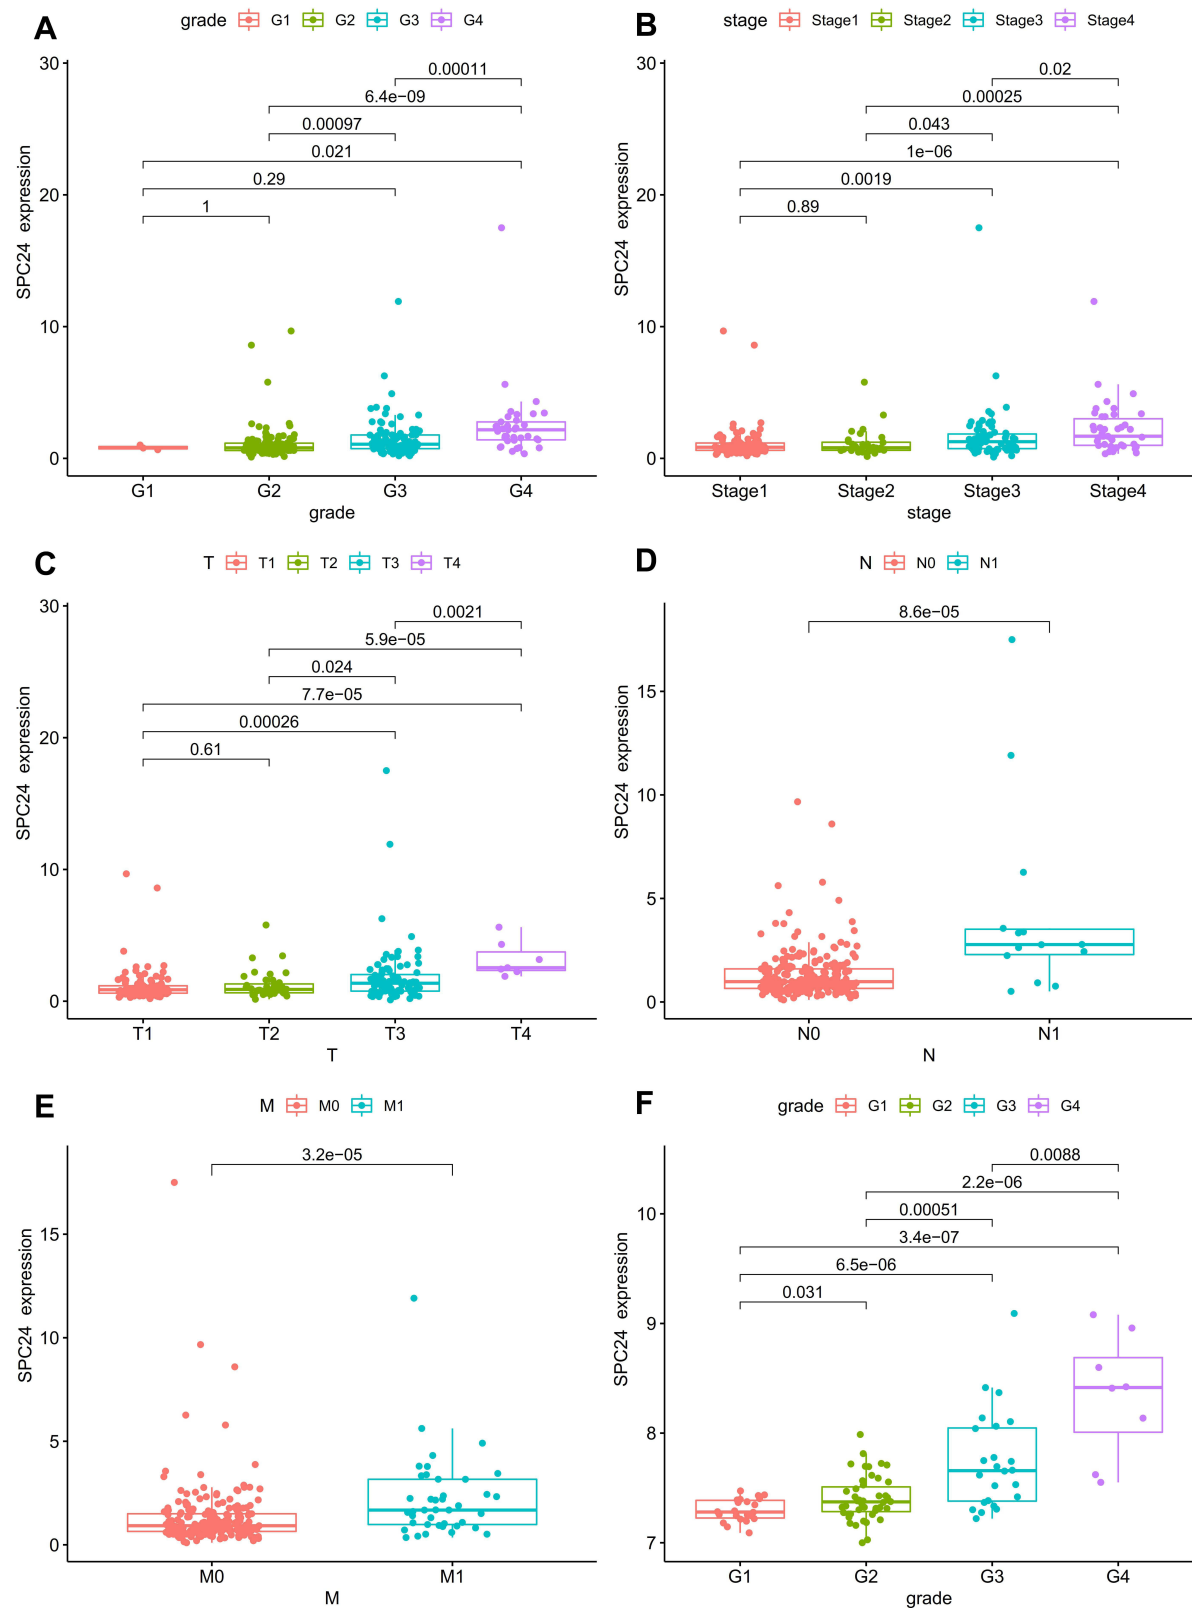 A
grade G1 G2 G3 G4
30
20
10
0
SPC24 expression
0.00011
6.4e−09
0.00097
0.021
0.29
1
G1 G2 G3 G4
grade
B
stage Stage1 Stage2 Stage3 Stage4
30
20
10
0
SPC24 expression
0.02
0.00025
0.043
1e−06
0.0019
0.89
Stage1 Stage2 Stage3 Stage4
stage
C
T T1 T2 T3 T4
30
20
10
0
SPC24 expression
0.0021
5.9e−05
0.024
7.7e−05
0.00026
0.61
T1 T2 T3 T4
T
D
N N0 N1
15
10
5
0
SPC24 expression
8.6e−05
N0 N1
N
E
M M0 M1
15
10
5
0
SPC24 expression
3.2e−05
M0 M1
M
F
grade G1 G2 G3 G4
10
9
8
7
SPC24 expression
0.0088
2.2e−06
0.00051
3.4e−07
6.5e−06
0.031
G1 G2 G3 G4
grade